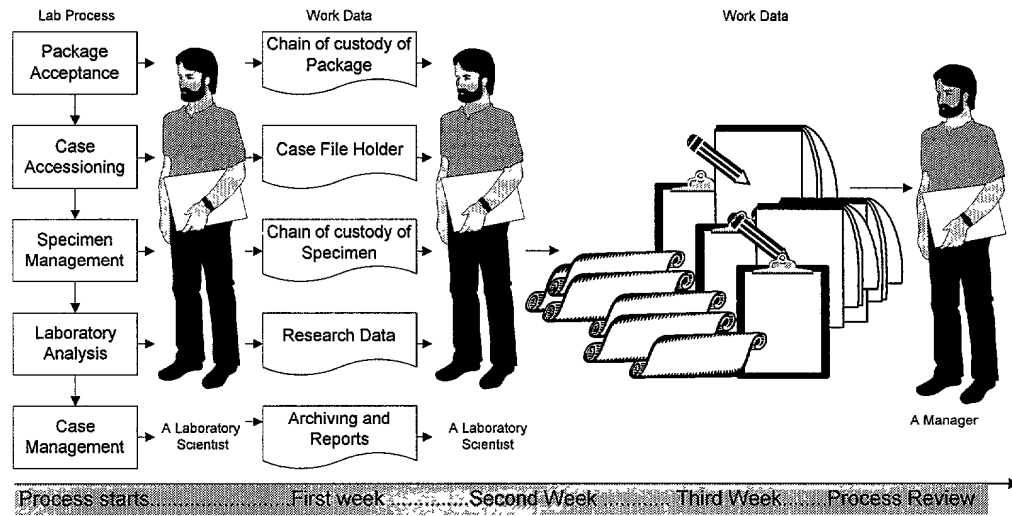 Lab Process
Work Data
Work Data
Package
Acceptance
Chain of custody of
Package
Case
Accessioning
Case File Holder
Specimen
Management
Chain of custody of
Specimen
Laboratory
Analysis
Research Data
Case
Management
A Laboratory
Scientist
Archiving and
Reports
A Laboratory
Scientist
A Manager
Process starts.......................First week ..............Second Week ............Third Week......Process Review